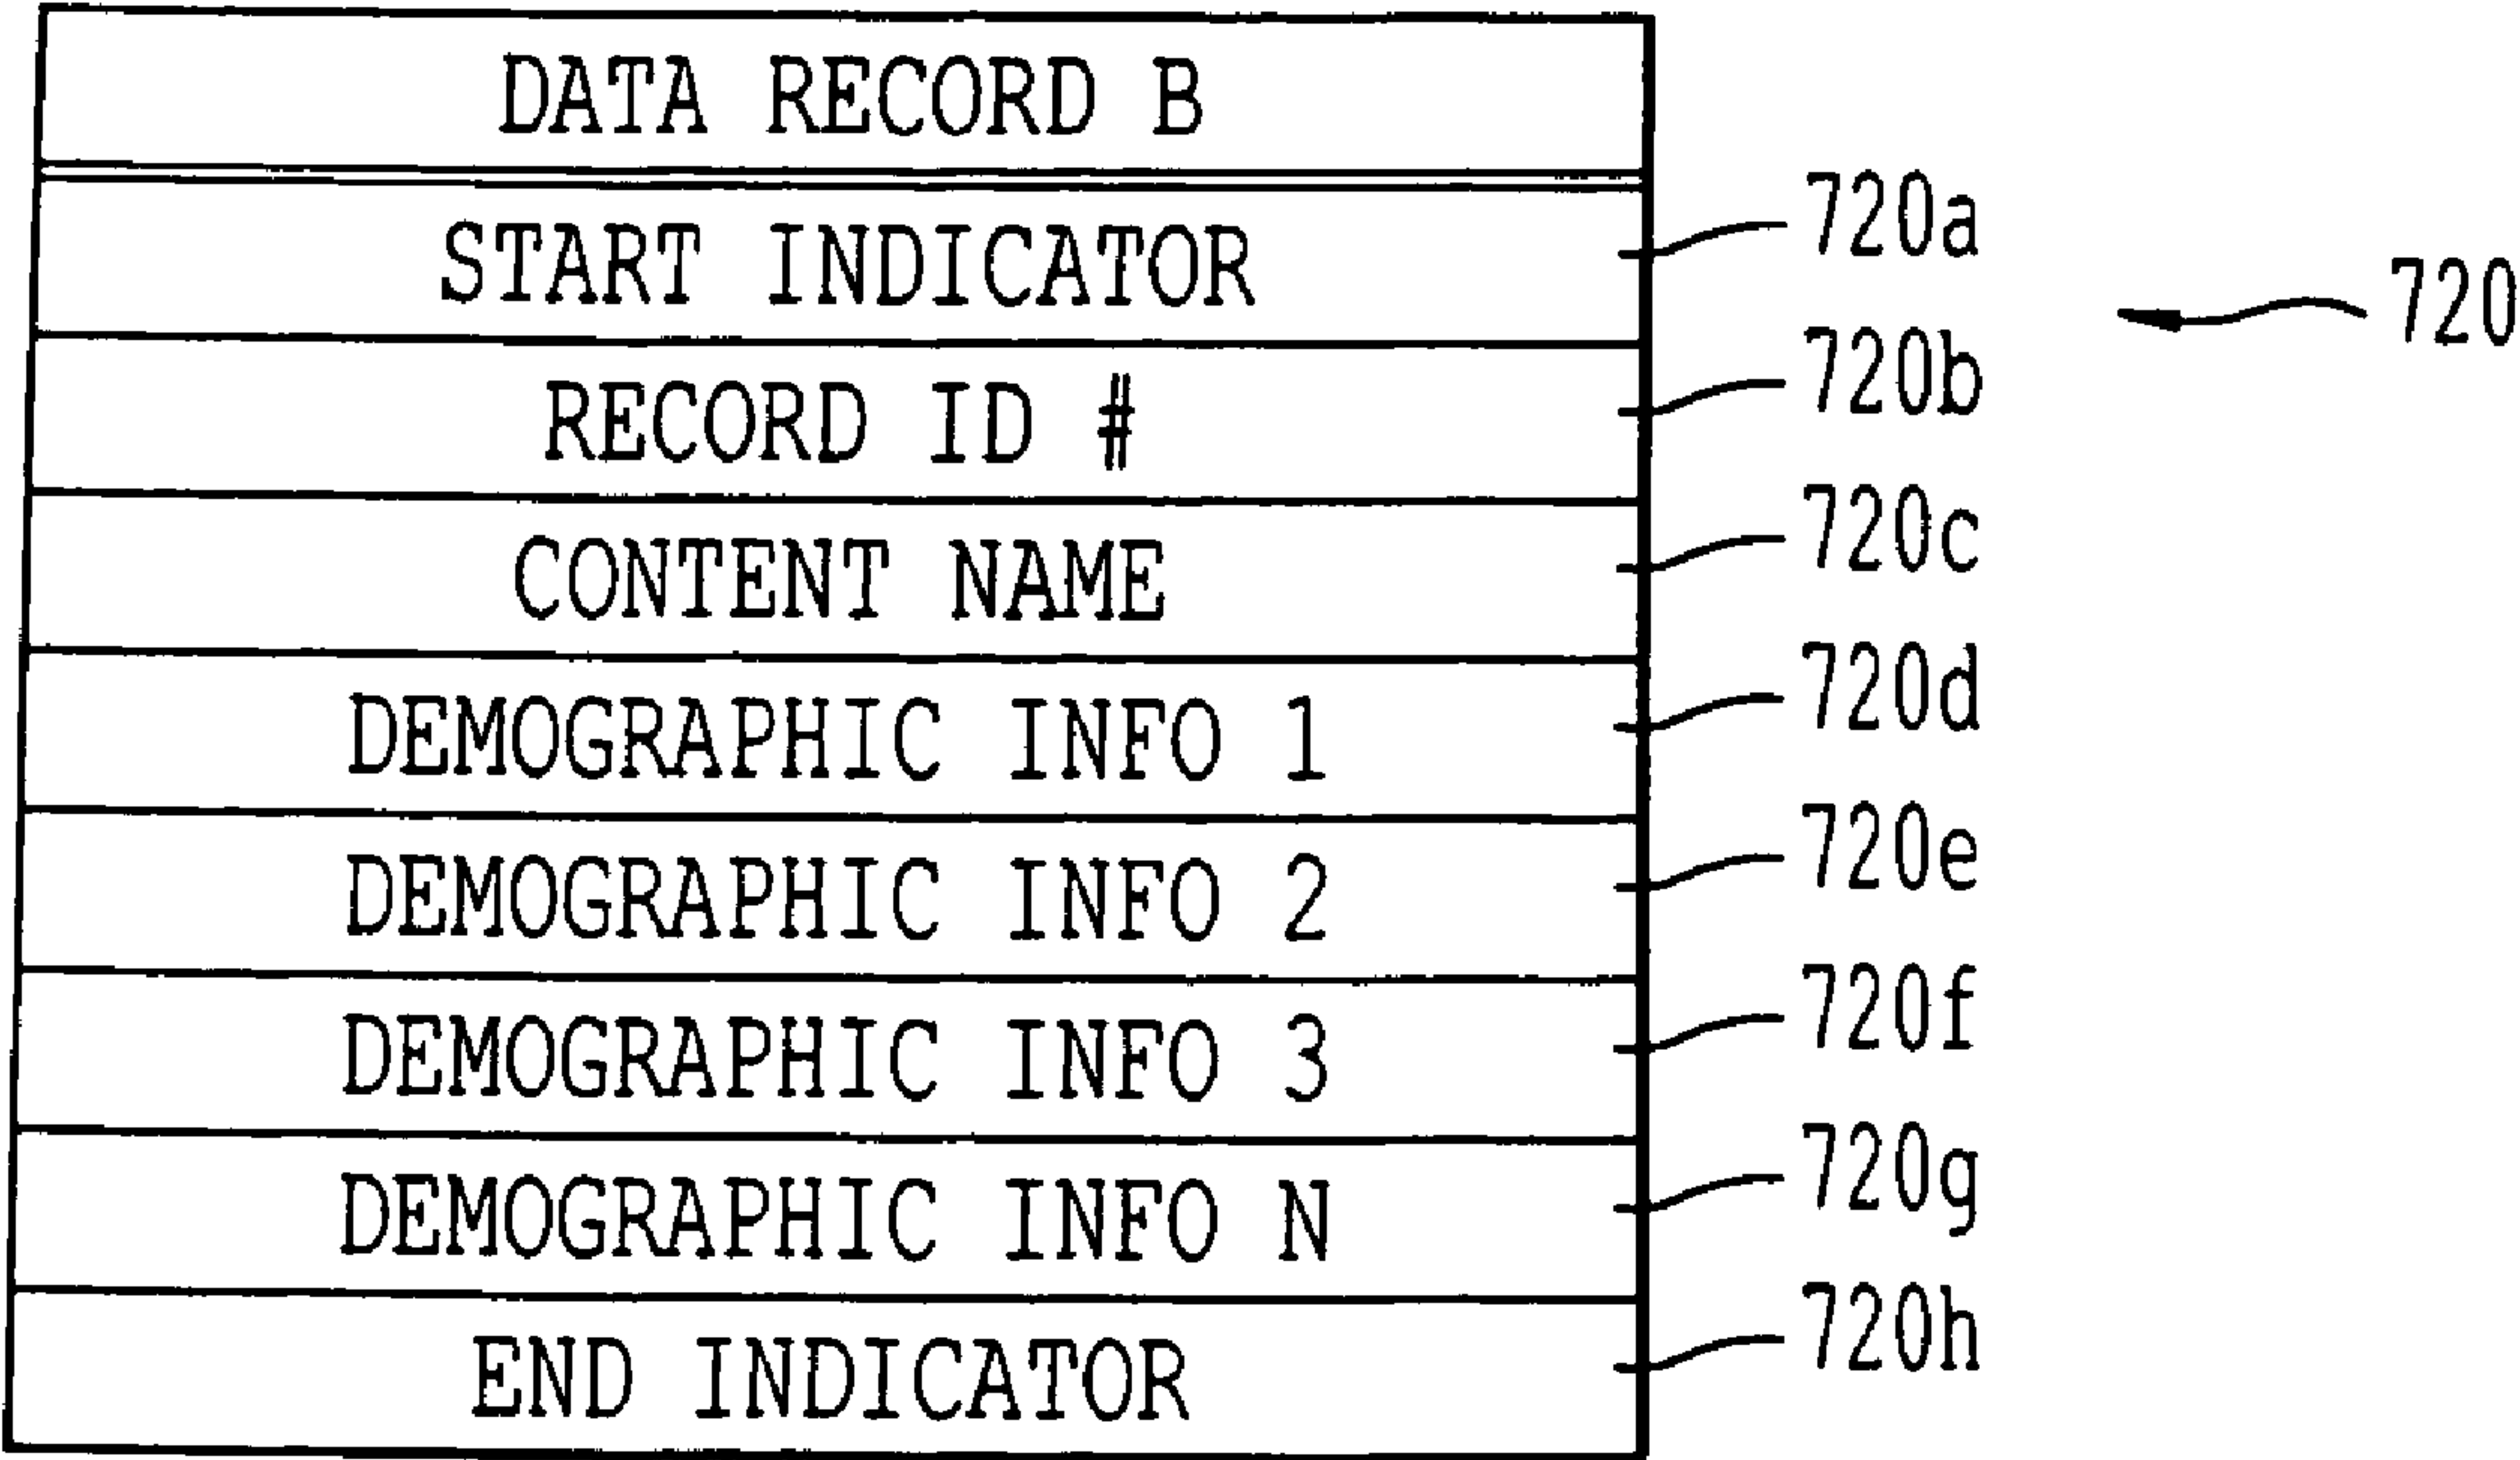 DATA RECORD B
START INDICATOR 720a
720
RECORD ID # 720b
CONTENT NAME 720c
DEMOGRAPHIC INFO 1 720d
DEMOGRAPHIC INFO 2 720e
DEMOGRAPHIC INFO 3 720f
DEMOGRAPHIC INFO N 720g
END INDICATOR 720h